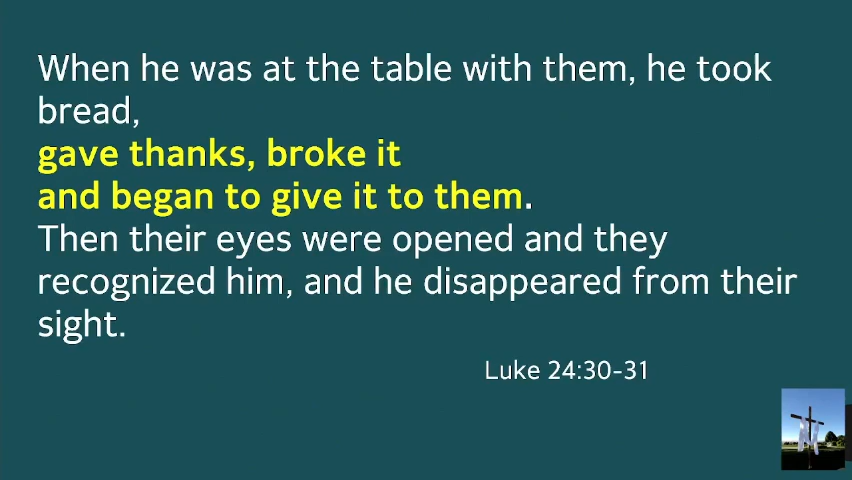 When he was at the table with them, he took
bread,
gave thanks, broke it
and began to give it to them.
Then their eyes were opened and they
recognized him, and he disappeared from their
sight.
Luke 24:30-31